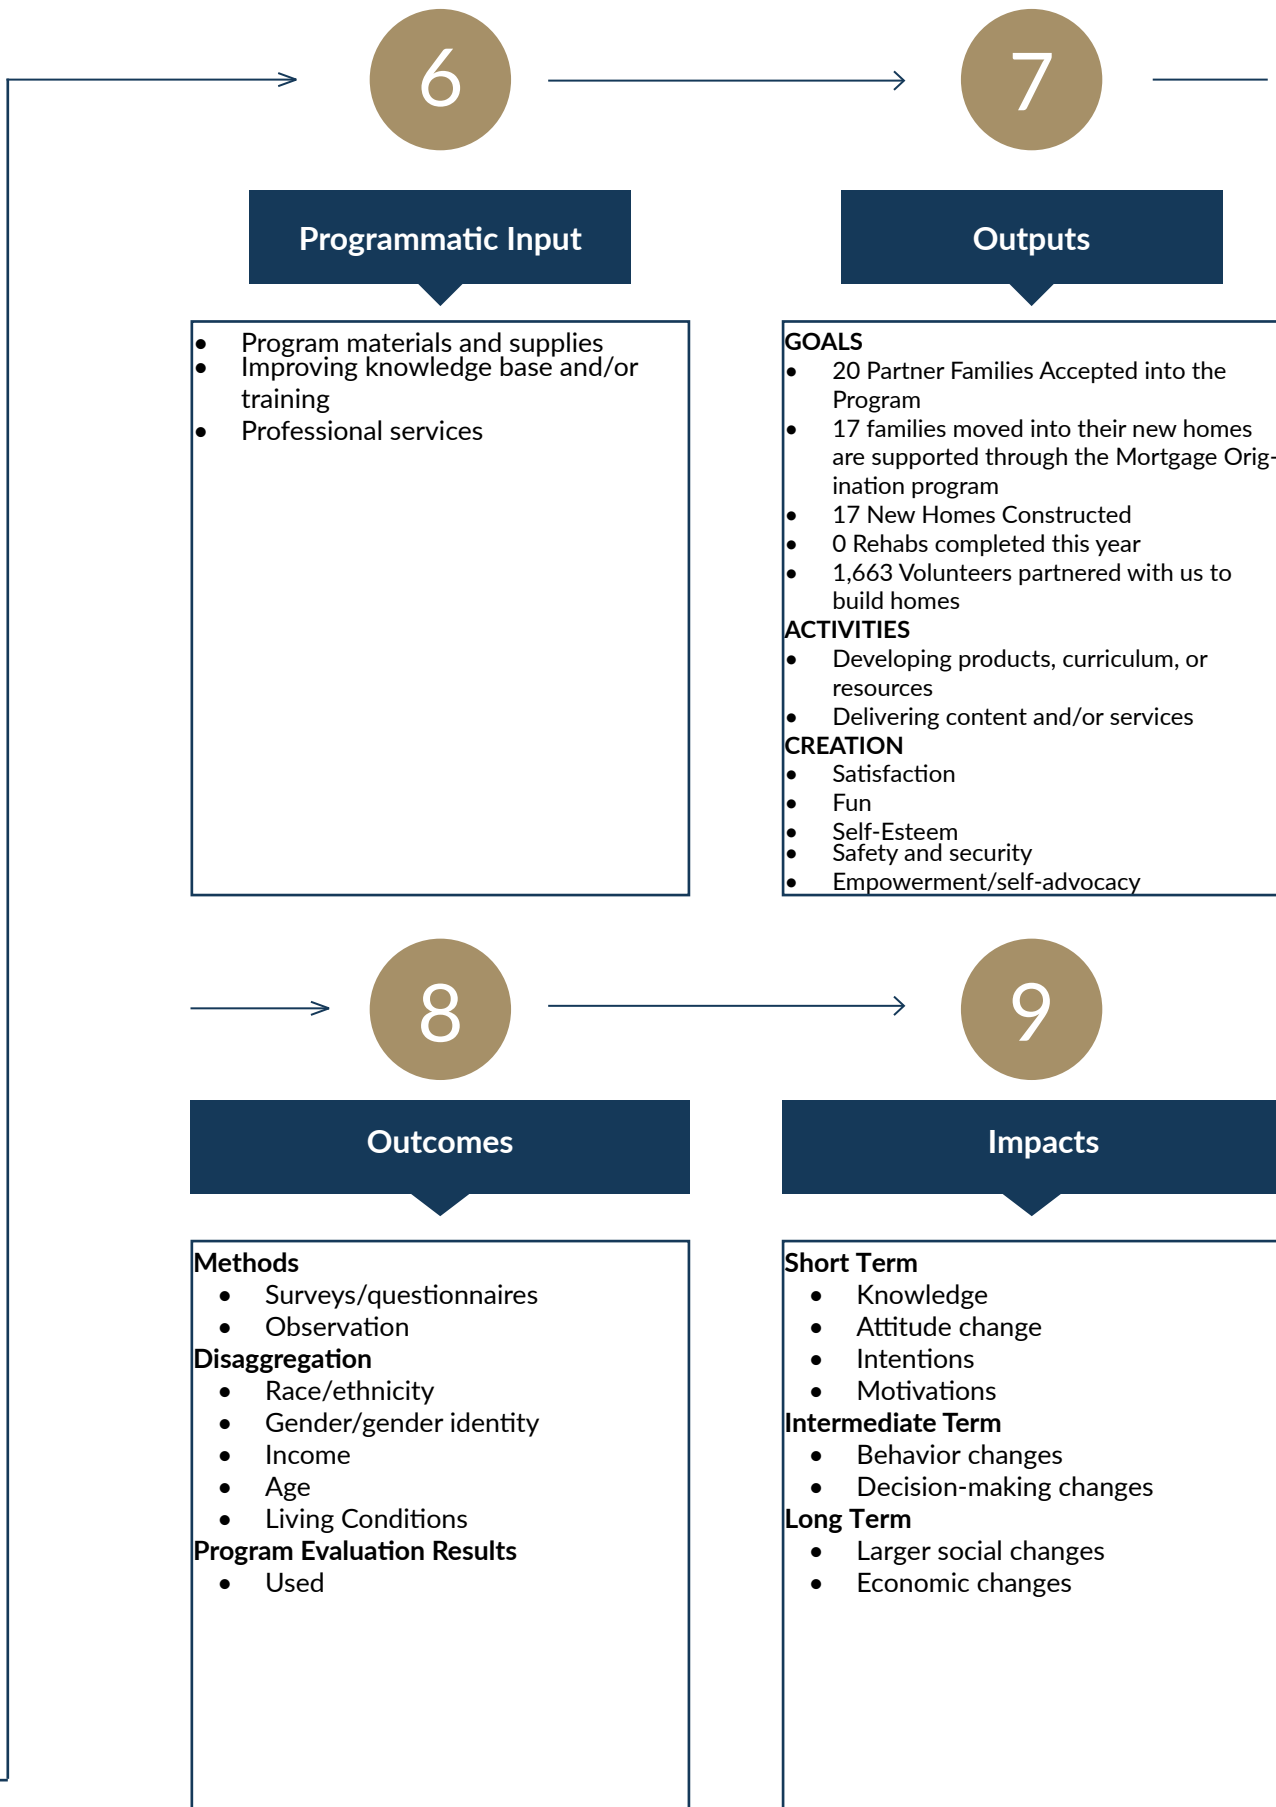 6
7
Programmatic Input
Outputs
• Program materials and supplies
• Improving knowledge base and/or
training
• Professional services
GOALS
• 20 Partner Families Accepted into the
Program
• 17 families moved into their new homes
are supported through the Mortgage Orig-
ination program
• 17 New Homes Constructed
• 0 Rehabs completed this year
• 1,663 Volunteers partnered with us to
build homes
ACTIVITIES
• Developing products, curriculum, or
resources
• Delivering content and/or services
CREATION
• Satisfaction
• Fun
• Self-Esteem
• Safety and security
• Empowerment/self-advocacy
8
9
Outcomes
Impacts
Methods
• Surveys/questionnaires
• Observation
Disaggregation
• Race/ethnicity
• Gender/gender identity
• Income
• Age
• Living Conditions
Program Evaluation Results
• Used
Short Term
• Knowledge
• Attitude change
• Intentions
• Motivations
Intermediate Term
• Behavior changes
• Decision-making changes
Long Term
• Larger social changes
• Economic changes